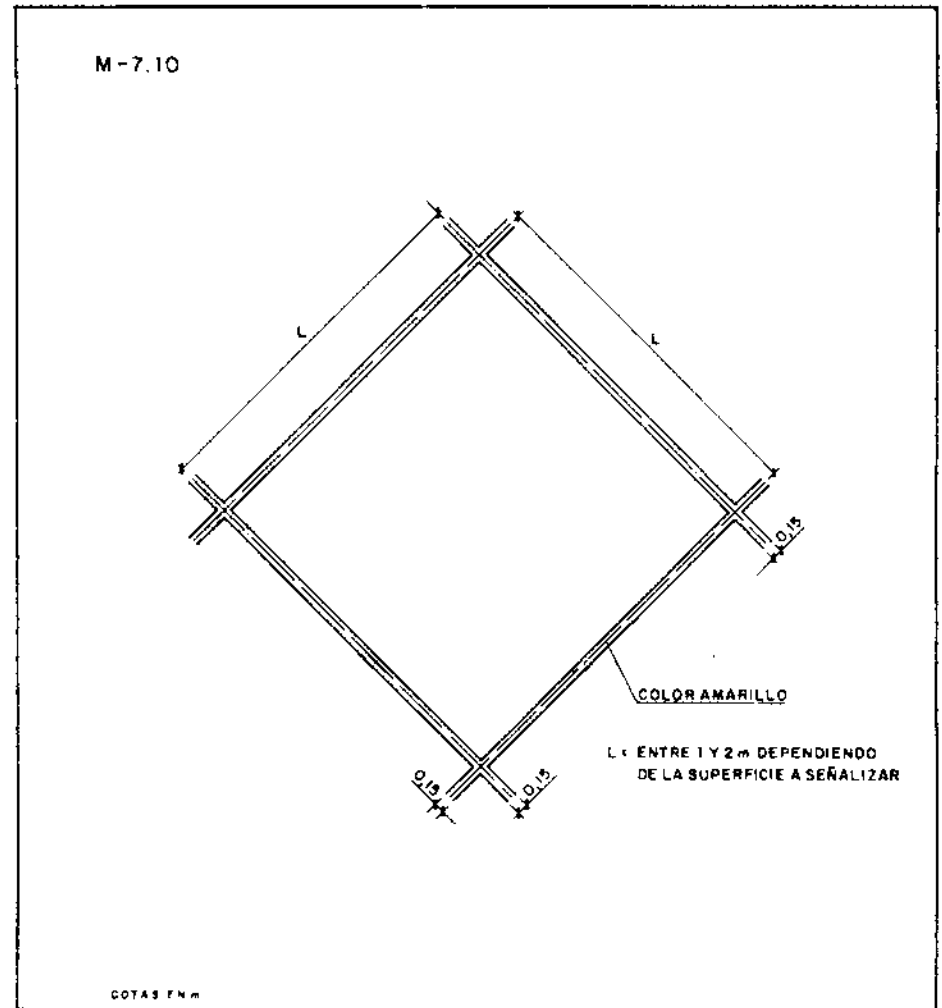 M-7.10
L
L
0,15
COLOR AMARILLO
L = ENTRE 1 Y 2 m DEPENDIENDO
DE LA SUPERFICIE A SEÑALIZAR
0,15
0,15
COTAS EN m